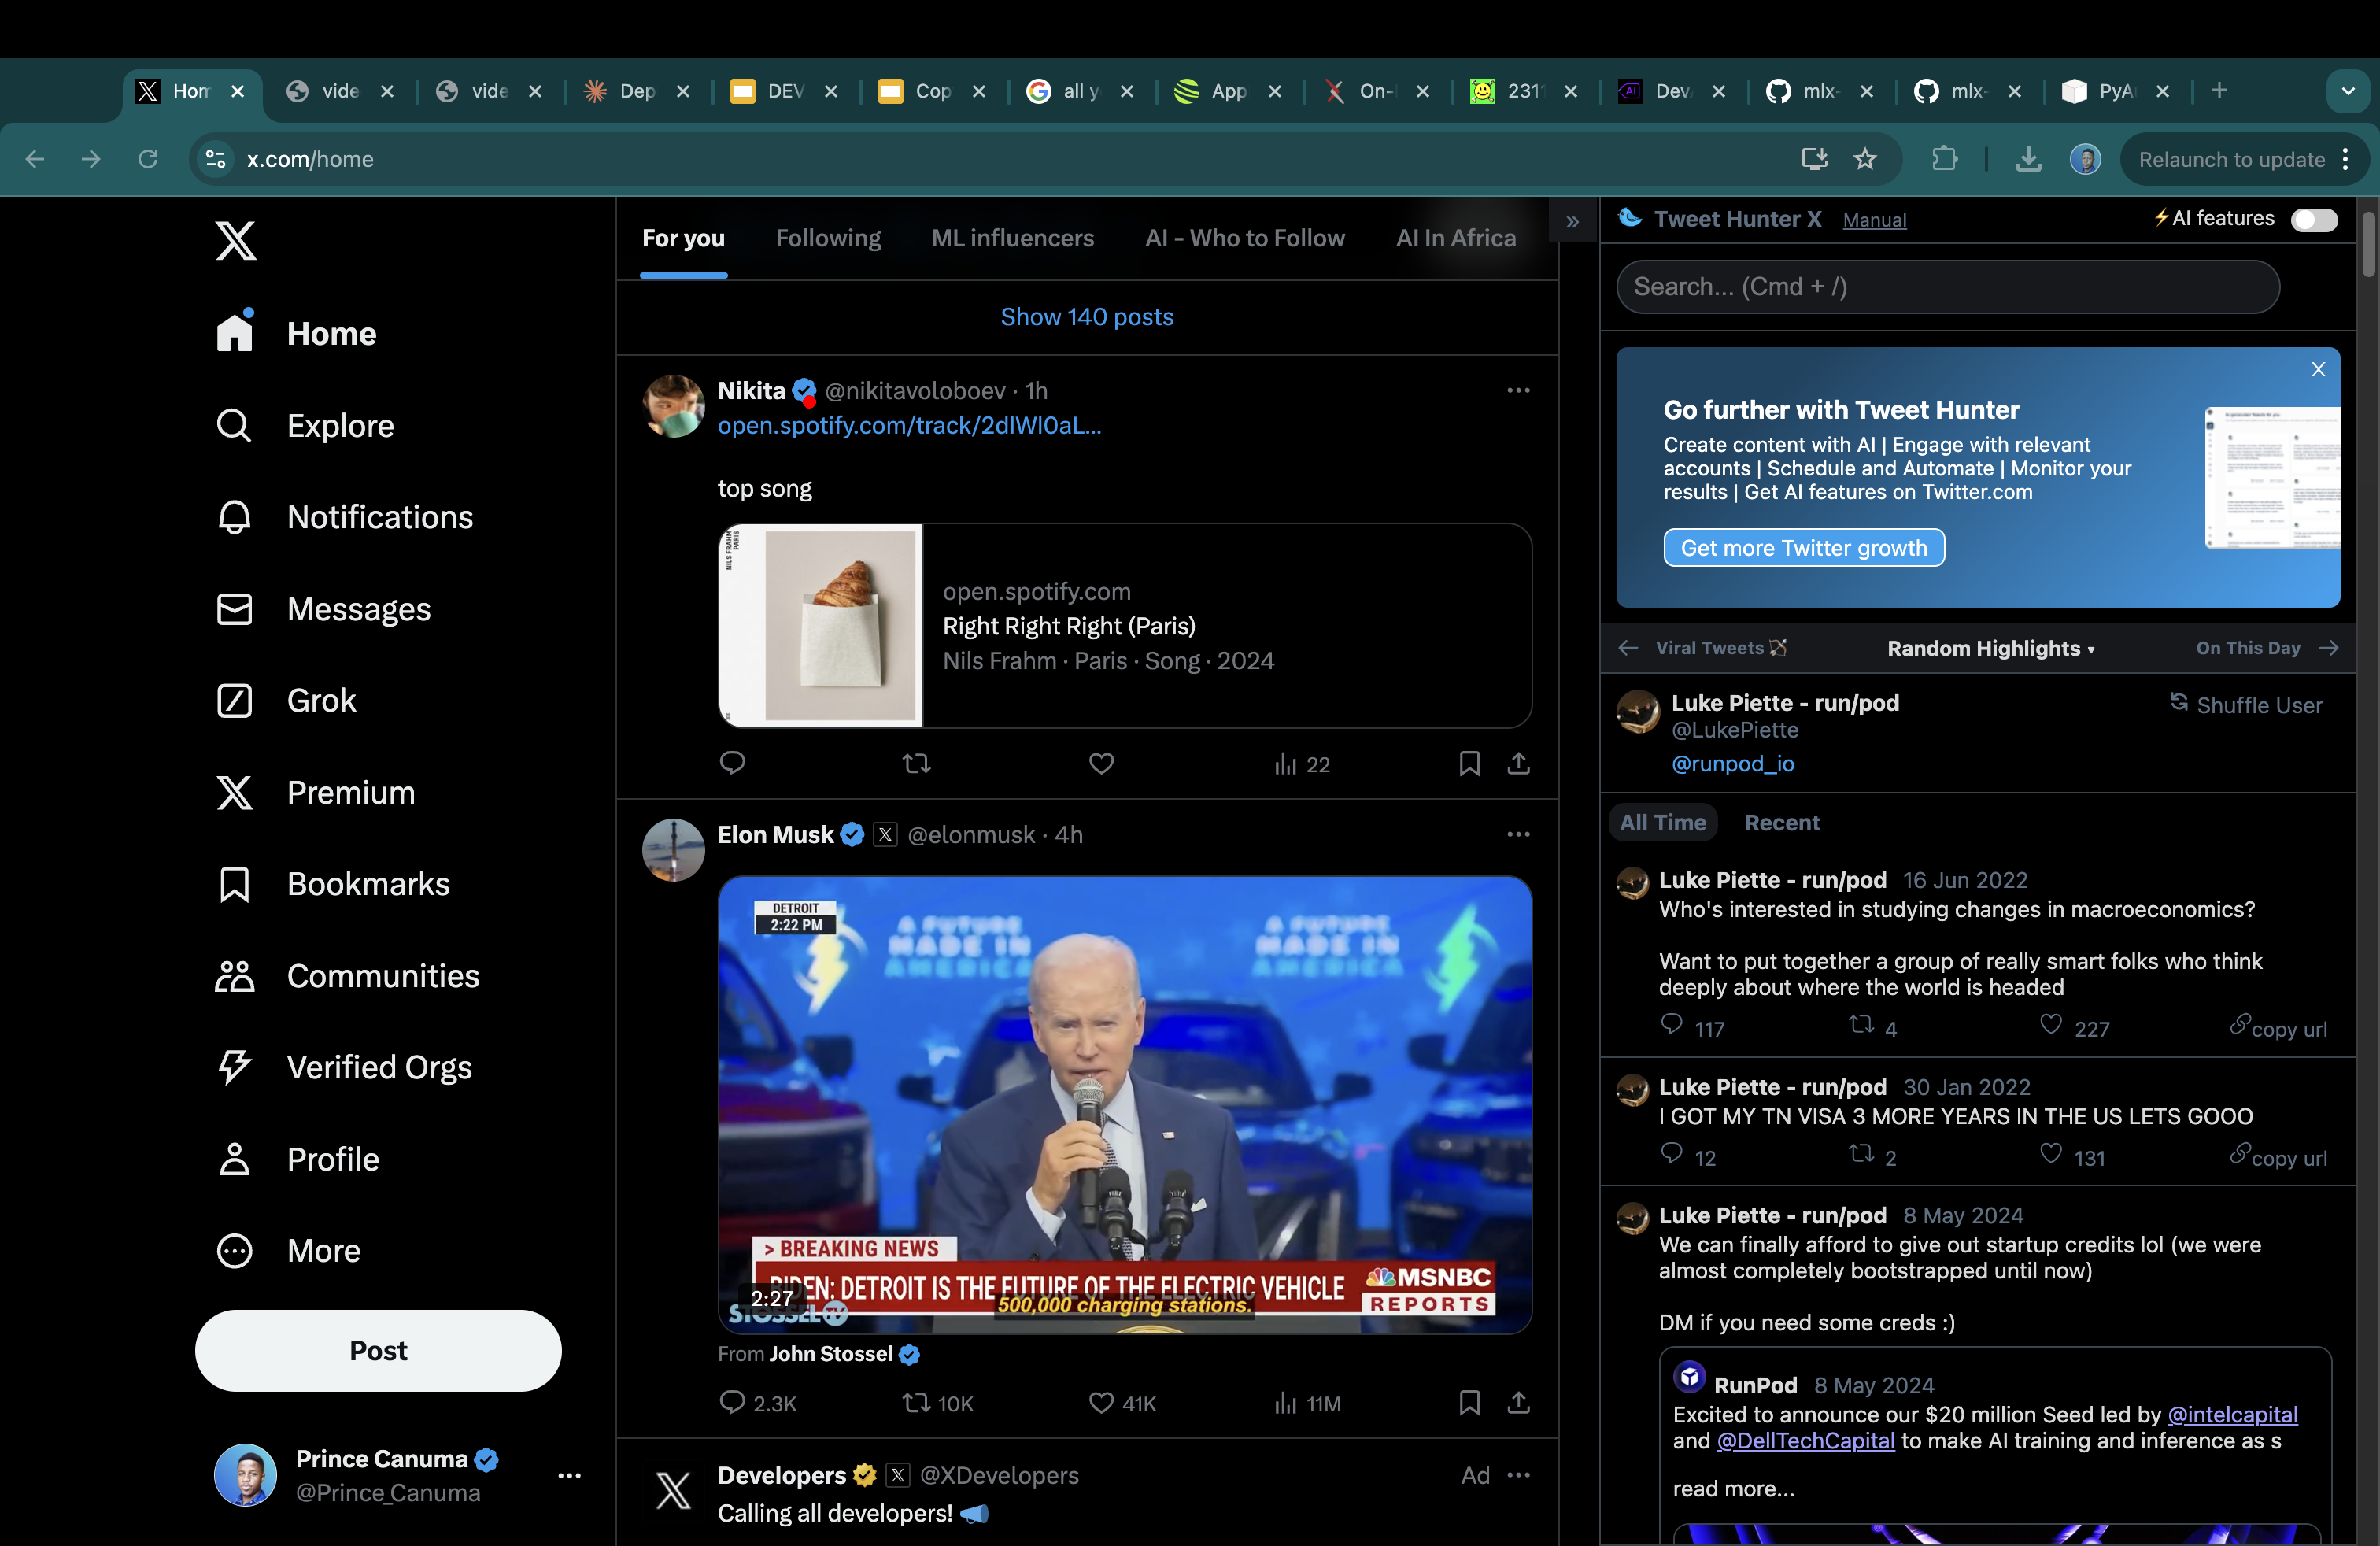 Hom
vide
vide
Dep
DEV
Cop
all y
App
On-
231
Dev
mlx-
mlx-
PyA
x.com/home
Relaunch to update
Home
Explore
Notifications
Messages
Grok
Premium
Bookmarks
Communities
Verified Orgs
Profile
More
Post
Prince Canuma
@Prince_Canuma
For you
Following
ML influencers
AI - Who to Follow
AI In Africa
Show 140 posts
Nikita @nikitavoloboev · 1h
open.spotify.com/track/2dlWl0aL...
top song
NILS FRAHM
PARIS
open.spotify.com
Right Right Right (Paris)
Nils Frahm · Paris · Song · 2024
22
Elon Musk @elonmusk · 4h
DETROIT
2:22 PM
A FUTURE MADE IN AMERICA
A FUTURE MADE IN AMERICA
> BREAKING NEWS
BIDEN: DETROIT IS THE FUTURE OF THE ELECTRIC VEHICLE
MSNBC
REPORTS
2:27
STOSSEL TV
500,000 charging stations.
From John Stossel
2.3K
10K
41K
11M
Developers @XDevelopers
Ad
Calling all developers! 📣
Tweet Hunter X
Manual
⚡AI features
Search... (Cmd + /)
Go further with Tweet Hunter
Create content with AI | Engage with relevant
accounts | Schedule and Automate | Monitor your
results | Get AI features on Twitter.com
Get more Twitter growth
X
← Viral Tweets🏹
Random Highlights ▾
On This Day →
Luke Piette - run/pod
@LukePiette
@runpod_io
Shuffle User
All Time
Recent
Luke Piette - run/pod 16 Jun 2022
Who's interested in studying changes in macroeconomics?
Want to put together a group of really smart folks who think
deeply about where the world is headed
117
4
227
copy url
Luke Piette - run/pod 30 Jan 2022
I GOT MY TN VISA 3 MORE YEARS IN THE US LETS GOOO
12
2
131
copy url
Luke Piette - run/pod 8 May 2024
We can finally afford to give out startup credits lol (we were
almost completely bootstrapped until now)
DM if you need some creds :)
RunPod 8 May 2024
Excited to announce our $20 million Seed led by @intelcapital
and @DellTechCapital to make AI training and inference as s
read more...